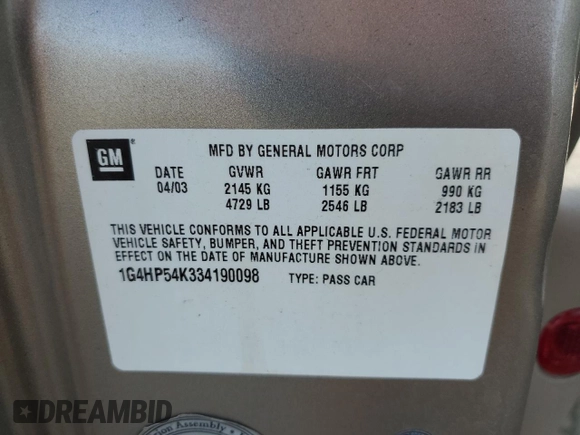 GM
MFD BY GENERAL MOTORS CORP
DATE GVWR GAWR FRT GAWR RR
04/03 2145 KG 1155 KG 990 KG
4729 LB 2546 LB 2183 LB
THIS VEHICLE CONFORMS TO ALL APPLICABLE U.S. FEDERAL MOTOR
VEHICLE SAFETY, BUMPER, AND THEFT PREVENTION STANDARDS IN
EFFECT ON THE DATE OF MANUFACTURE SHOWN ABOVE.
1G4HP54K334190098 TYPE: PASS CAR
DREAMBID
Assembly